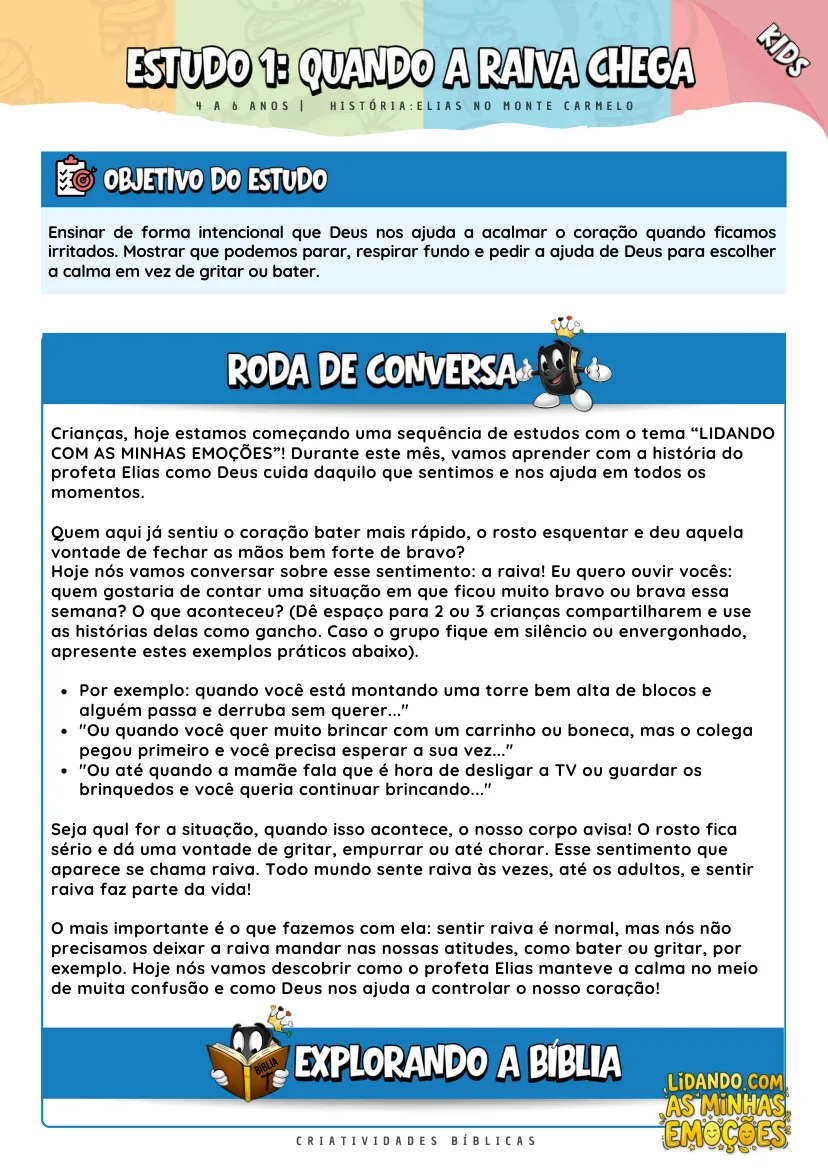 ESTUDO 1: QUANDO A RAIVA CHEGA
KIDS
4 A 6 ANOS | HISTÓRIA:ELIAS NO MONTE CARMELO
OBJETIVO DO ESTUDO
Ensinar de forma intencional que Deus nos ajuda a acalmar o coração quando ficamos
irritados. Mostrar que podemos parar, respirar fundo e pedir a ajuda de Deus para escolher
a calma em vez de gritar ou bater.
RODA DE CONVERSA
Crianças, hoje estamos começando uma sequência de estudos com o tema “LIDANDO
COM AS MINHAS EMOÇÕES”! Durante este mês, vamos aprender com a história do
profeta Elias como Deus cuida daquilo que sentimos e nos ajuda em todos os
momentos.
Quem aqui já sentiu o coração bater mais rápido, o rosto esquentar e deu aquela
vontade de fechar as mãos bem forte de bravo?
Hoje nós vamos conversar sobre esse sentimento: a raiva! Eu quero ouvir vocês:
quem gostaria de contar uma situação em que ficou muito bravo ou brava essa
semana? O que aconteceu? (Dê espaço para 2 ou 3 crianças compartilharem e use
as histórias delas como gancho. Caso o grupo fique em silêncio ou envergonhado,
apresente estes exemplos práticos abaixo).
• Por exemplo: quando você está montando uma torre bem alta de blocos e
alguém passa e derruba sem querer..."
• "Ou quando você quer muito brincar com um carrinho ou boneca, mas o colega
pegou primeiro e você precisa esperar a sua vez..."
• "Ou até quando a mamãe fala que é hora de desligar a TV ou guardar os
brinquedos e você queria continuar brincando..."
Seja qual for a situação, quando isso acontece, o nosso corpo avisa! O rosto fica
sério e dá uma vontade de gritar, empurrar ou até chorar. Esse sentimento que
aparece se chama raiva. Todo mundo sente raiva às vezes, até os adultos, e sentir
raiva faz parte da vida!
O mais importante é o que fazemos com ela: sentir raiva é normal, mas nós não
precisamos deixar a raiva mandar nas nossas atitudes, como bater ou gritar, por
exemplo. Hoje nós vamos descobrir como o profeta Elias manteve a calma no meio
de muita confusão e como Deus nos ajuda a controlar o nosso coração!
BÍBLIA
EXPLORANDO A BÍBLIA
LIDANDO COM
AS MINHAS
EMOÇÕES
CRIATIVIDADES BÍBLICAS